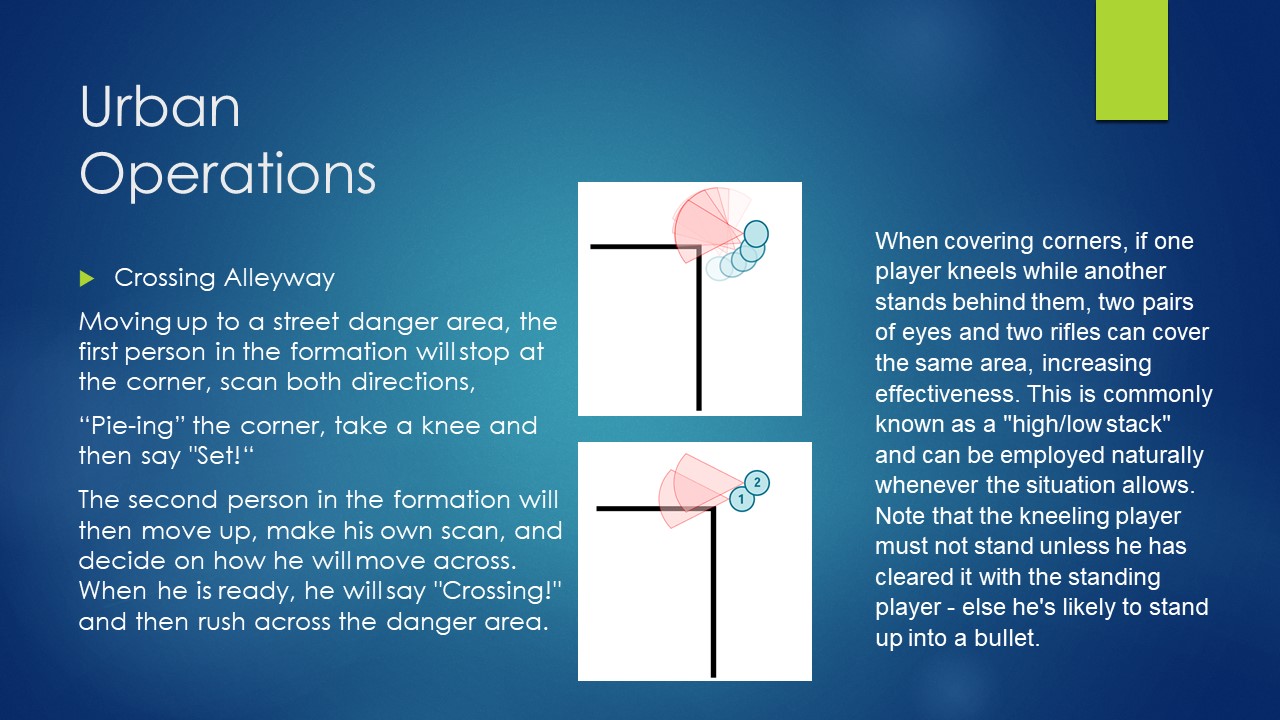 Urban
Operations
Crossing Alleyway
Moving up to a street danger area, the
first person in the formation will stop at
the corner, scan both directions,
“Pie-ing” the corner, take a knee and
then say "Set!“
The second person in the formation will
then move up, make his own scan, and
decide on how he will move across.
When he is ready, he will say "Crossing!"
and then rush across the danger area.
1
2
When covering corners, if one
player kneels while another
stands behind them, two pairs
of eyes and two rifles can cover
the same area, increasing
effectiveness. This is commonly
known as a "high/low stack"
and can be employed naturally
whenever the situation allows.
Note that the kneeling player
must not stand unless he has
cleared it with the standing
player - else he's likely to stand
up into a bullet.